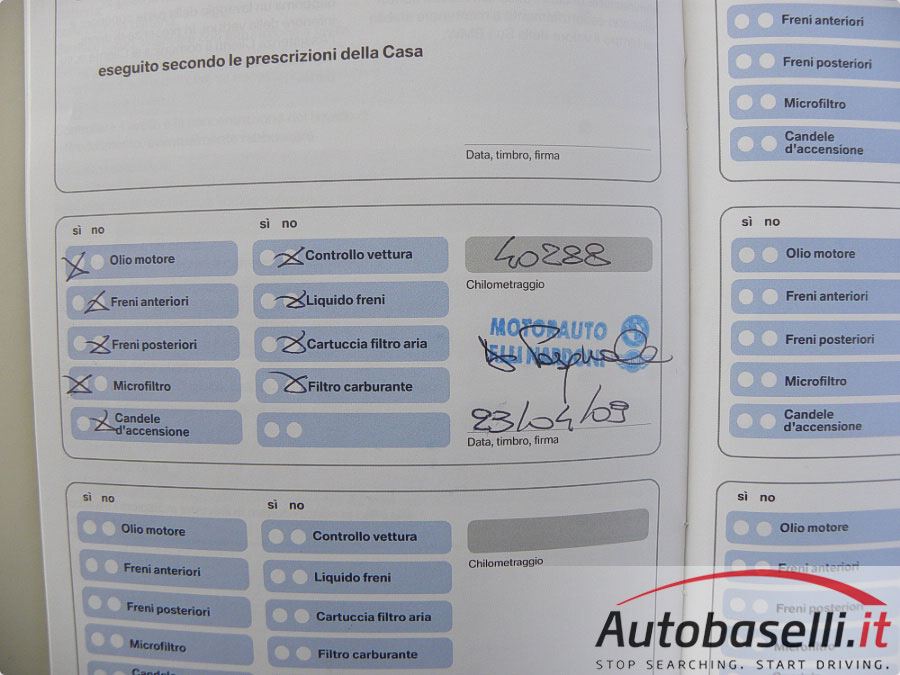 eseguito secondo le prescrizioni della Casa
Data, timbro, firma
sì no
sì no
Olio motore
Freni anteriori
Freni posteriori
Microfiltro
Candele
d'accensione
Controllo vettura
Liquido freni
Cartuccia filtro aria
Filtro carburante
40288
Chilometraggio
MOTORAUTO
23/04/09
Data, timbro, firma
sì no
sì no
Olio motore
Freni anteriori
Freni posteriori
Microfiltro
Candele
Controllo vettura
Liquido freni
Cartuccia filtro aria
Filtro carburante
Chilometraggio
Freni anteriori
Freni posteriori
Microfiltro
Candele
d'accensione
sì no
Olio motore
Freni anteriori
Freni posteriori
Microfiltro
Candele
d'accensione
sì no
Olio motore
Freni anteriori
Freni posteriori
Microfiltro
Autobaselli.it
STOP SEARCHING. START DRIVING.